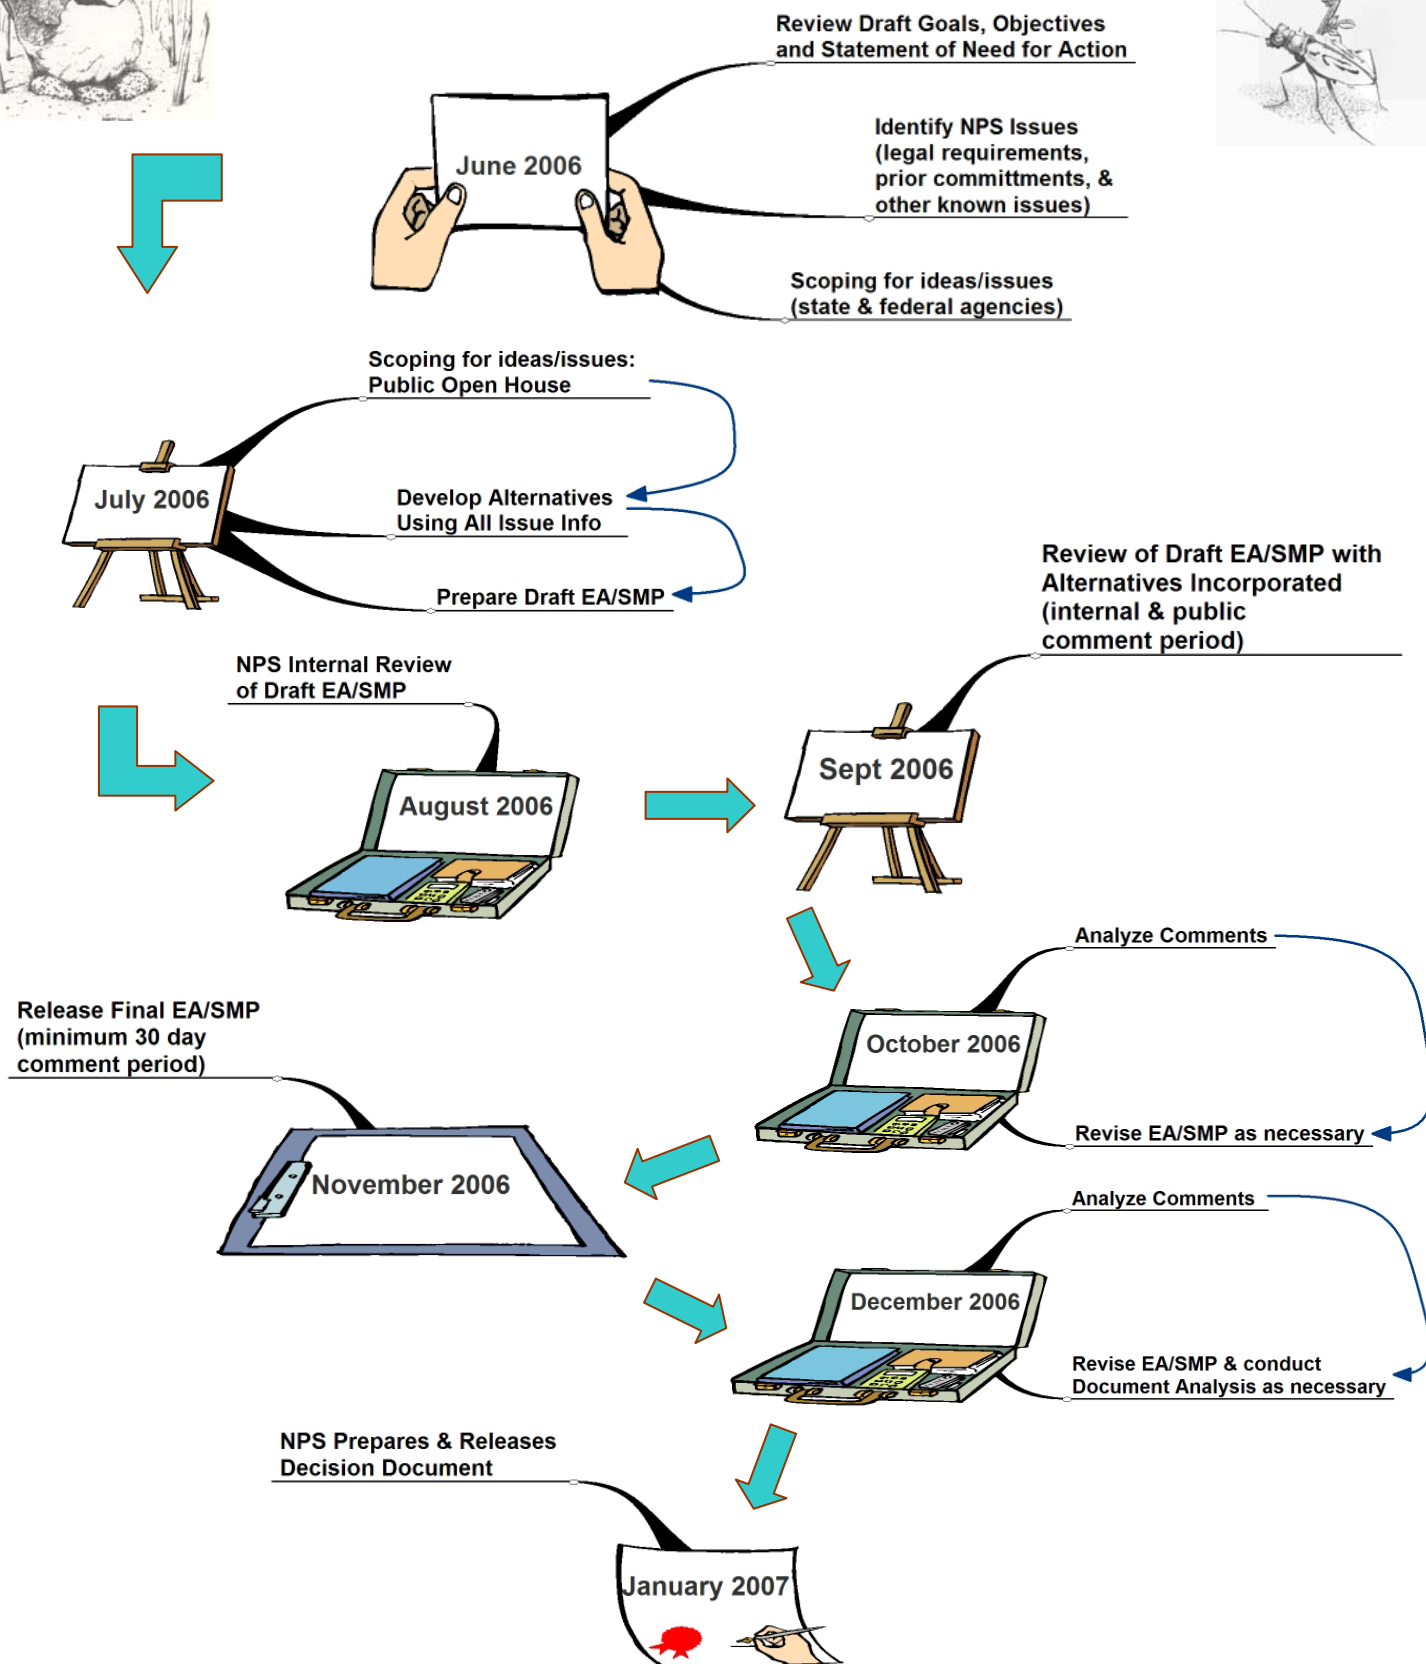 Review Draft Goals, Objectives
and Statement of Need for Action
June 2006
Identify NPS Issues
(legal requirements,
prior committments, &
other known issues)
Scoping for ideas/issues
(state & federal agencies)
Scoping for ideas/issues:
Public Open House
July 2006
Develop Alternatives
Using All Issue Info
Prepare Draft EA/SMP
Review of Draft EA/SMP with
Alternatives Incorporated
(internal & public
comment period)
NPS Internal Review
of Draft EA/SMP
August 2006
Sept 2006
Analyze Comments
October 2006
Revise EA/SMP as necessary
Release Final EA/SMP
(minimum 30 day
comment period)
November 2006
Analyze Comments
December 2006
Revise EA/SMP & conduct
Document Analysis as necessary
NPS Prepares & Releases
Decision Document
January 2007